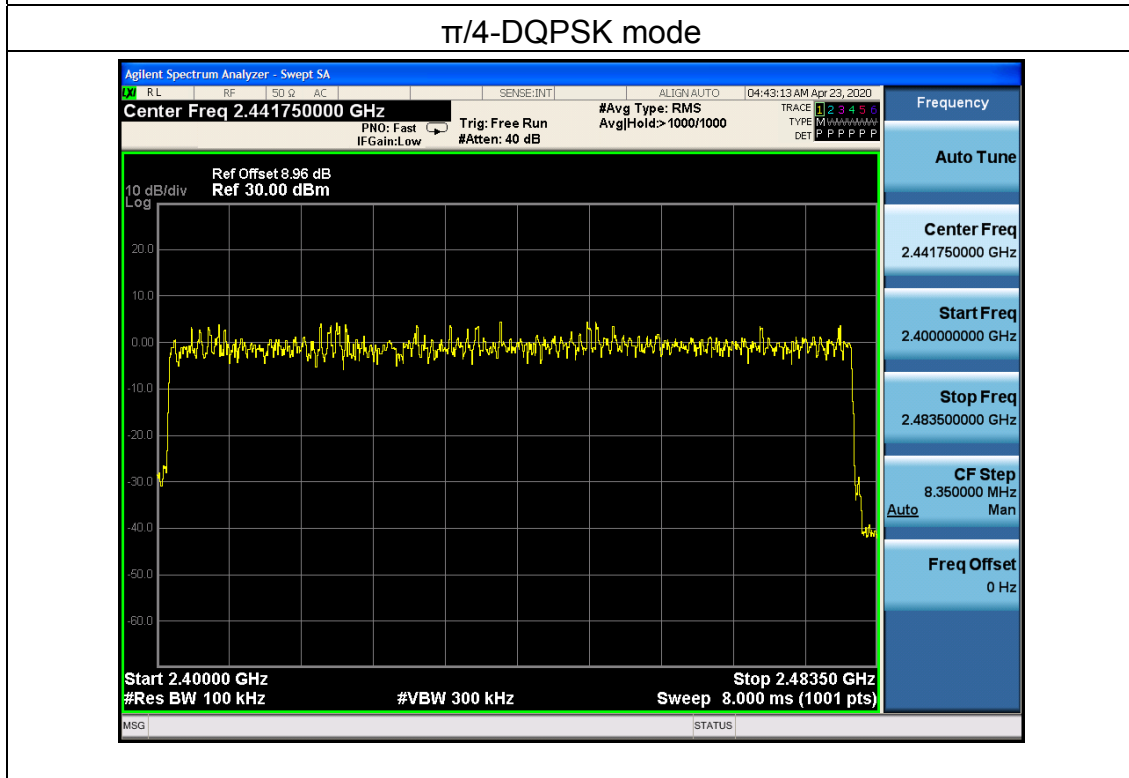 π/4-DQPSK mode
Agilent Spectrum Analyzer - Swept SA
LXI RL RF 50 Ω AC SENSE:INT ALIGN AUTO 04:43:13 AM Apr 23, 2020
Center Freq 2.441750000 GHz
PNO: Fast
IFGain:Low
Trig: Free Run
#Atten: 40 dB
#Avg Type: RMS
Avg|Hold:>1000/1000
TRACE 1 2 3 4 5 6
TYPE M WWWWW
DET P P P P P P
Ref Offset 8.96 dB
10 dB/div Ref 30.00 dBm
Log
20.0
10.0
0.00
-10.0
-20.0
-30.0
-40.0
-50.0
-60.0
Start 2.40000 GHz Stop 2.48350 GHz
#Res BW 100 kHz #VBW 300 kHz Sweep 8.000 ms (1001 pts)
MSG STATUS
Frequency
Auto Tune
Center Freq
2.441750000 GHz
Start Freq
2.400000000 GHz
Stop Freq
2.483500000 GHz
CF Step
8.350000 MHz
Auto Man
Freq Offset
0 Hz